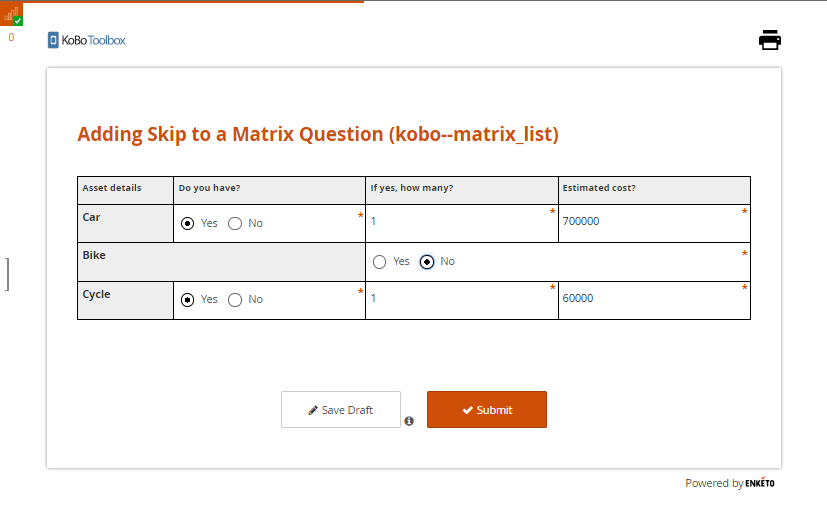 0
KoBoToolbox
Adding Skip to a Matrix Question (kobo--matrix_list)
Asset details Do you have? If yes, how many? Estimated cost?
Car Yes No * 1 * 700000 *
Bike Yes No *
Cycle Yes No * 1 * 60000 *
Save Draft Submit
Powered by ENKETO